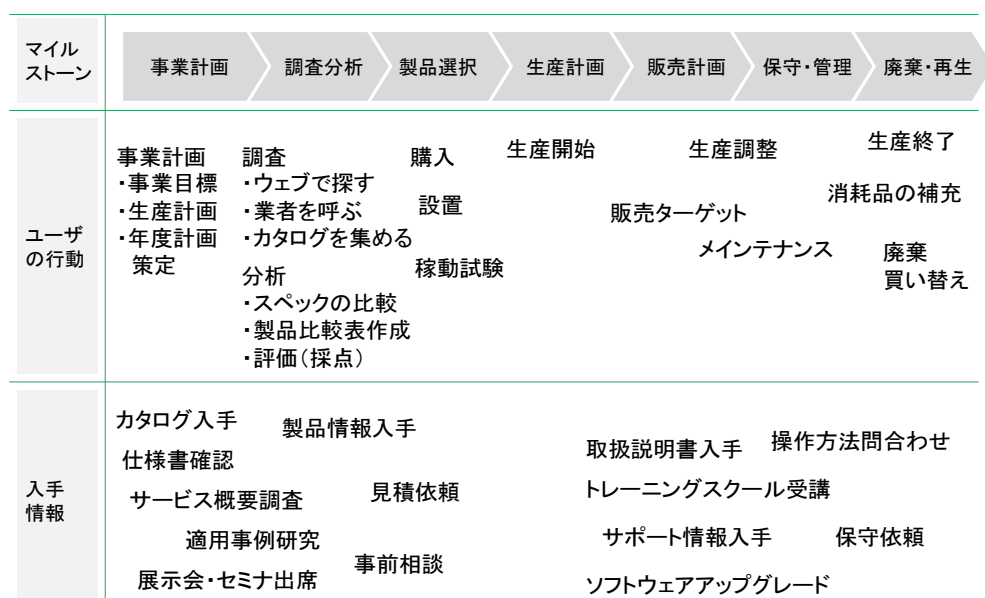 マイル
ストーン
事業計画
調査分析
製品選択
生産計画
販売計画
保守・管理
廃棄・再生
ユーザ
の行動
事業計画
・事業目標
・生産計画
・年度計画
策定
調査
・ウェブで探す
・業者を呼ぶ
・カタログを集める
分析
・スペックの比較
・製品比較表作成
・評価（採点）
購入
設置
稼動試験
生産開始
販売ターゲット
生産調整
メインテナンス
生産終了
消耗品の補充
廃棄
買い替え
入手
情報
カタログ入手
製品情報入手
仕様書確認
サービス概要調査
見積依頼
適用事例研究
事前相談
展示会・セミナ出席
取扱説明書入手
操作方法問合わせ
トレーニングスクール受講
サポート情報入手
保守依頼
ソフトウェアアップグレード